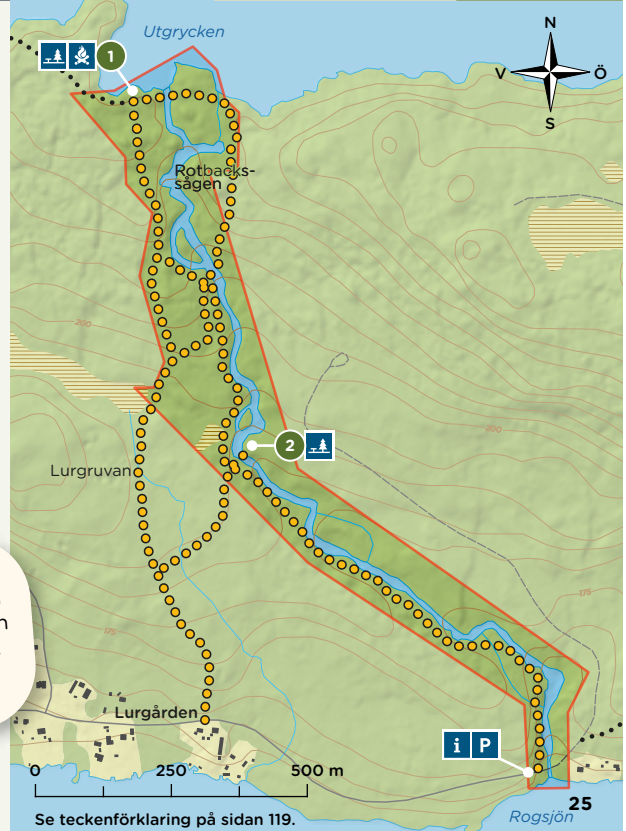 Utgrycken
1
N
V
Ö
S
Rotbacks-
sågen
200
200
2
Lurgruvan
n
175
175
Lurgården
i P
0 250 500 m
25
Rogsjön
Se teckenförklaring på sidan 119.